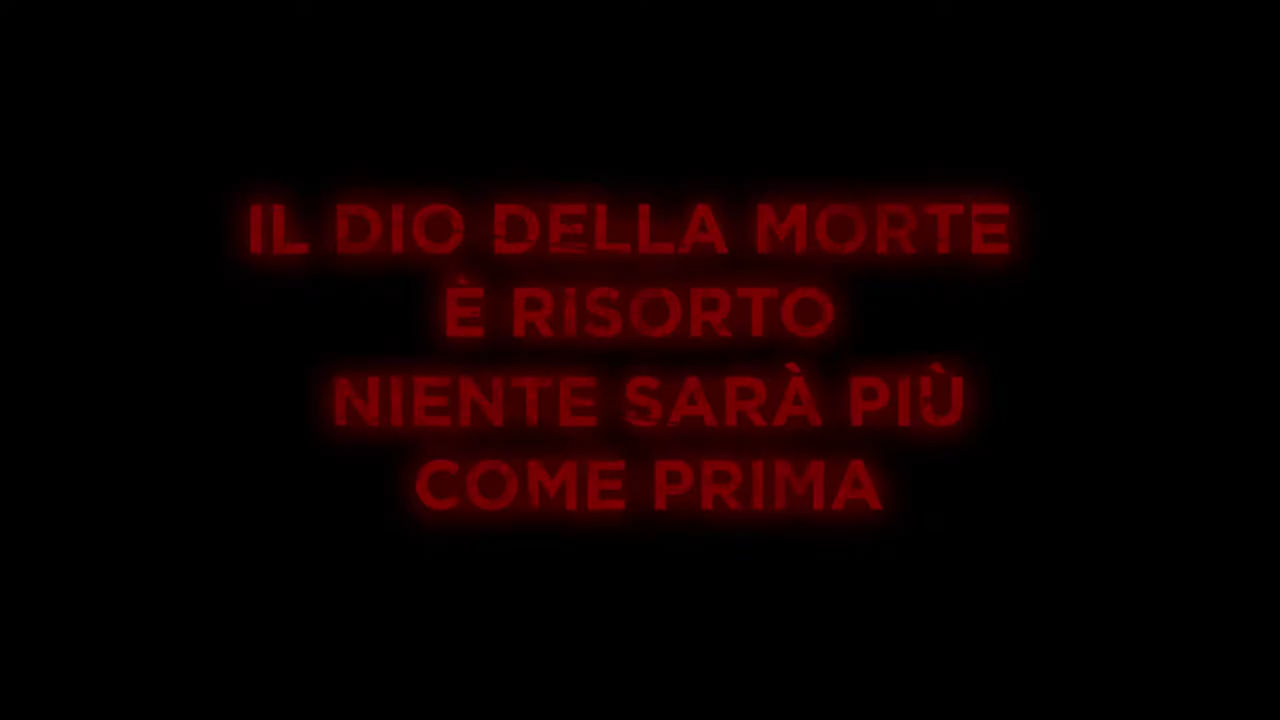 IL DIO DELLA MORTE
È RISORTO
NIENTE SARÀ PIÙ
COME PRIMA